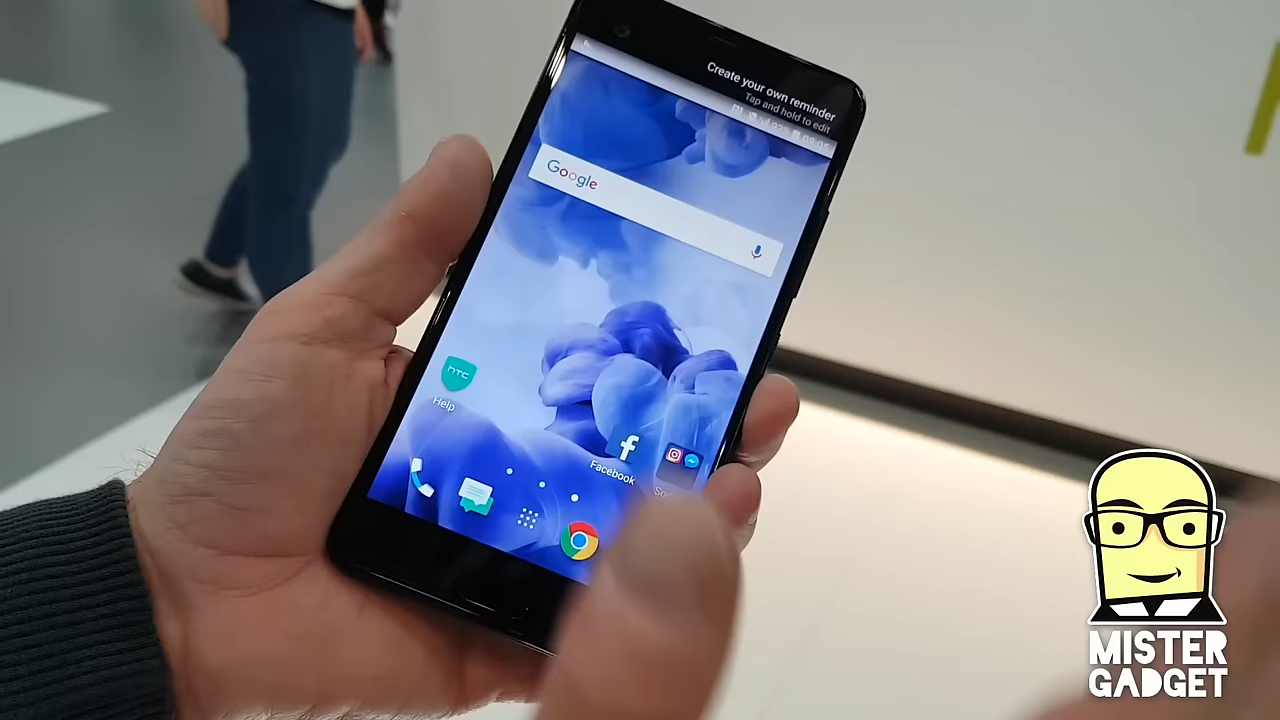 Create your own reminder
Tap and hold to edit
Google
hTC
Help
Facebook
MISTER
GADGET